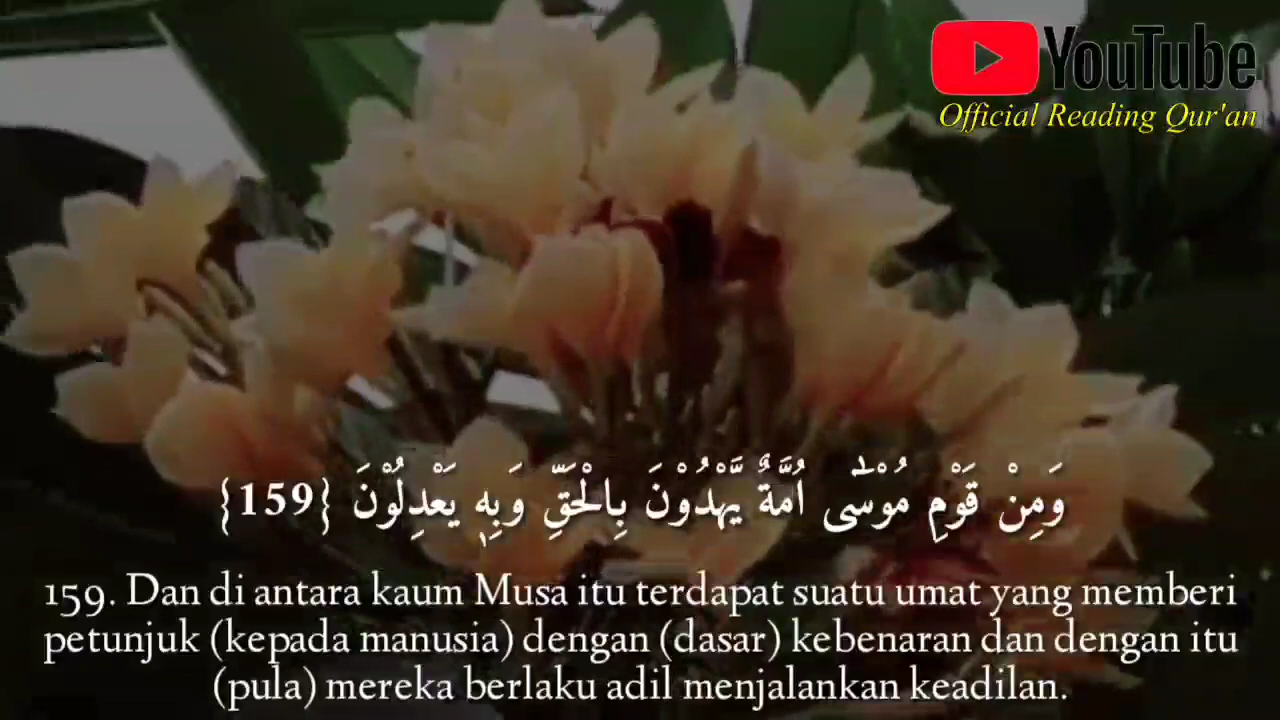 YouTube
Official Reading Qur'an
وَمِنْ قَوْمِ مُوْسٰٓى اُمَّةٌ يَّهْدُوْنَ بِالْحَقِّ وَبِهٖ يَعْدِلُوْنَ {159}
159. Dan di antara kaum Musa itu terdapat suatu umat yang memberi
petunjuk (kepada manusia) dengan (dasar) kebenaran dan dengan itu
(pula) mereka berlaku adil menjalankan keadilan.